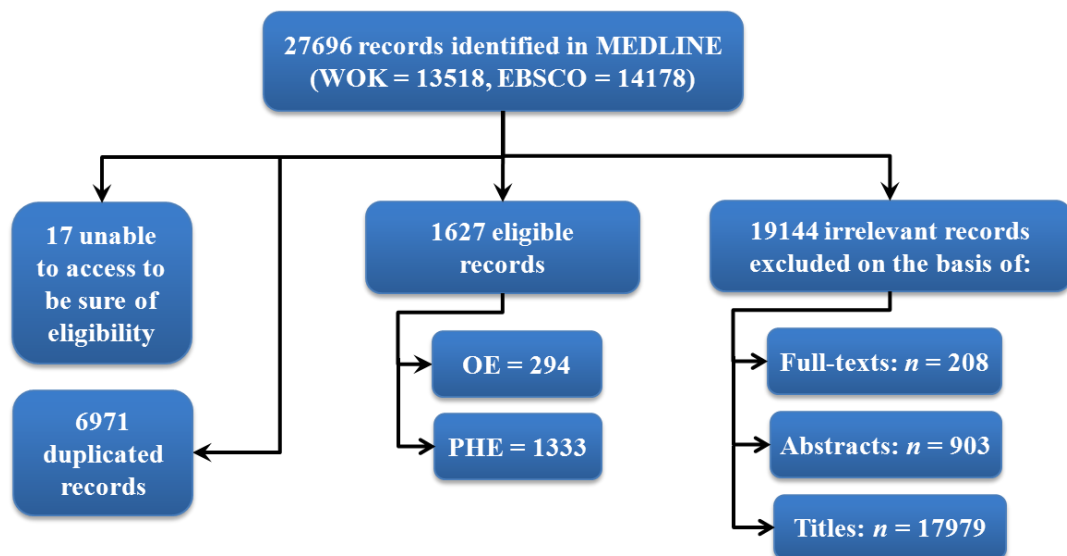 27696 records identified in MEDLINE
(WOK = 13518, EBSCO = 14178)
17 unable
to access to
be sure of
eligibility
6971
duplicated
records
1627 eligible
records
OE = 294
PHE = 1333
19144 irrelevant records
excluded on the basis of:
Full-texts: n = 208
Abstracts: n = 903
Titles: n = 17979